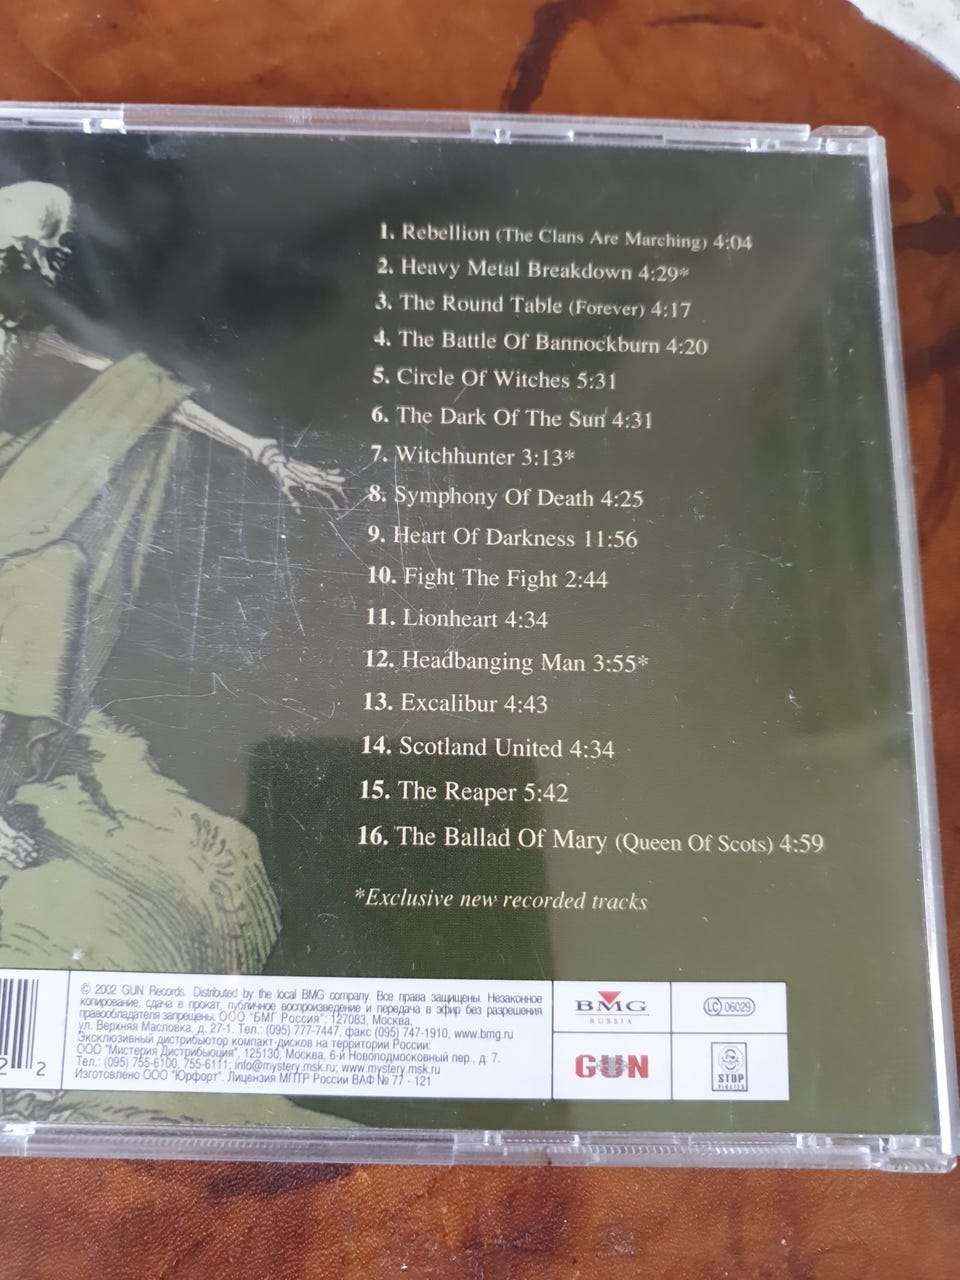 1. Rebellion (The Clans Are Marching) 4:04
2. Heavy Metal Breakdown 4:29*
3. The Round Table (Forever) 4:17
4. The Battle Of Bannockburn 4:20
5. Circle Of Witches 5:31
6. The Dark Of The Sun 4:31
7. Witchhunter 3:13*
8. Symphony Of Death 4:25
9. Heart Of Darkness 11:56
10. Fight The Fight 2:44
11. Lionheart 4:34
12. Headbanging Man 3:55*
13. Excalibur 4:43
14. Scotland United 4:34
15. The Reaper 5:42
16. The Ballad Of Mary (Queen Of Scots) 4:59
*Exclusive new recorded tracks
© 2002 GUN Records. Distributed by the local BMG company. Все права защищены. Незаконное
копирование, сдача в прокат, публичное воспроизведение и передача в эфир без разрешения
правообладателя запрещены. ООО "БМГ Россия": 127083, Москва,
ул. Верхняя Масловка, д. 27-1. Тел.: (095) 777-7447, факс (095) 747-1910, www.bmg.ru
Эксклюзивный дистрибьютор компакт-дисков на территории России:
ООО "Мистерия Дистрибьюция", 125130, Москва, 6-й Новоподмосковный пер., д. 7.
Тел.: (095) 755-6100, 755-6111; info@mystery.msk.ru; www.mystery.msk.ru
Изготовлено ООО "Юрфорт". Лицензия МПТР России ВАФ № 77 - 121
2 2
BMG
RUSSIA
LC 06029
GUN
STOP
PIRATES